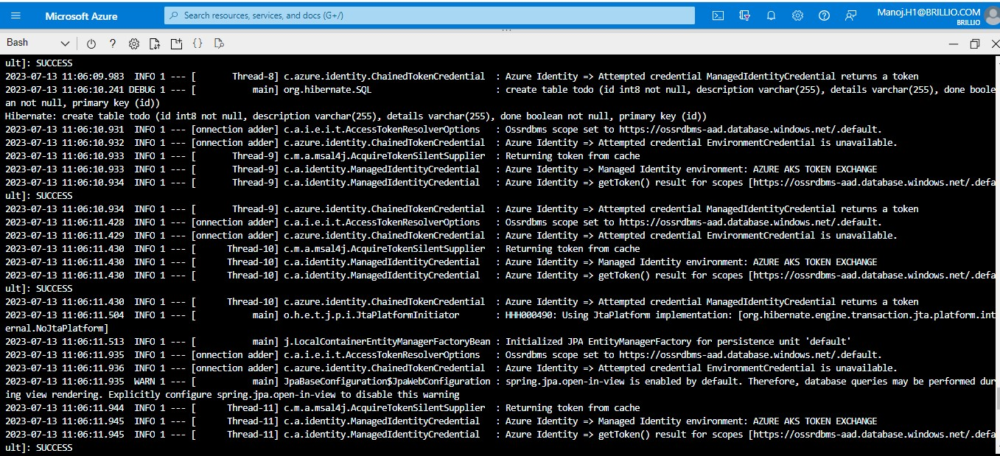 Microsoft Azure
Search resources, services, and docs (G+/)
Manoj.H1@BRILLIO.COM
BRILLIO
Bash
ult]: SUCCESS
2023-07-13 11:06:09.983  INFO 1 --- [       Thread-8] c.azure.identity.ChainedTokenCredential  : Azure Identity => Attempted credential ManagedIdentityCredential returns a token
2023-07-13 11:06:10.241 DEBUG 1 --- [           main] org.hibernate.SQL                        : create table todo (id int8 not null, description varchar(255), details varchar(255), done boole
an not null, primary key (id))
Hibernate: create table todo (id int8 not null, description varchar(255), details varchar(255), done boolean not null, primary key (id))
2023-07-13 11:06:10.931  INFO 1 --- [onnection adder] c.a.i.e.i.t.AccessTokenResolverOptions   : Ossrdbms scope set to https://ossrdbms-aad.database.windows.net/.default.
2023-07-13 11:06:10.932  INFO 1 --- [onnection adder] c.azure.identity.ChainedTokenCredential  : Azure Identity => Attempted credential EnvironmentCredential is unavailable.
2023-07-13 11:06:10.933  INFO 1 --- [       Thread-9] c.m.a.msal4j.AcquireTokenSilentSupplier  : Returning token from cache
2023-07-13 11:06:10.933  INFO 1 --- [       Thread-9] c.a.identity.ManagedIdentityCredential   : Azure Identity => Managed Identity environment: AZURE AKS TOKEN EXCHANGE
2023-07-13 11:06:10.934  INFO 1 --- [       Thread-9] c.a.identity.ManagedIdentityCredential   : Azure Identity => getToken() result for scopes [https://ossrdbms-aad.database.windows.net/.defa
ult]: SUCCESS
2023-07-13 11:06:10.934  INFO 1 --- [       Thread-9] c.azure.identity.ChainedTokenCredential  : Azure Identity => Attempted credential ManagedIdentityCredential returns a token
2023-07-13 11:06:11.428  INFO 1 --- [onnection adder] c.a.i.e.i.t.AccessTokenResolverOptions   : Ossrdbms scope set to https://ossrdbms-aad.database.windows.net/.default.
2023-07-13 11:06:11.429  INFO 1 --- [onnection adder] c.azure.identity.ChainedTokenCredential  : Azure Identity => Attempted credential EnvironmentCredential is unavailable.
2023-07-13 11:06:11.430  INFO 1 --- [      Thread-10] c.m.a.msal4j.AcquireTokenSilentSupplier  : Returning token from cache
2023-07-13 11:06:11.430  INFO 1 --- [      Thread-10] c.a.identity.ManagedIdentityCredential   : Azure Identity => Managed Identity environment: AZURE AKS TOKEN EXCHANGE
2023-07-13 11:06:11.430  INFO 1 --- [      Thread-10] c.a.identity.ManagedIdentityCredential   : Azure Identity => getToken() result for scopes [https://ossrdbms-aad.database.windows.net/.defa
ult]: SUCCESS
2023-07-13 11:06:11.430  INFO 1 --- [      Thread-10] c.azure.identity.ChainedTokenCredential  : Azure Identity => Attempted credential ManagedIdentityCredential returns a token
2023-07-13 11:06:11.504  INFO 1 --- [           main] o.h.e.t.j.p.i.JtaPlatformInitiator       : HHH000490: Using JtaPlatform implementation: [org.hibernate.engine.transaction.jta.platform.int
ernal.NoJtaPlatform]
2023-07-13 11:06:11.513  INFO 1 --- [           main] j.LocalContainerEntityManagerFactoryBean : Initialized JPA EntityManagerFactory for persistence unit 'default'
2023-07-13 11:06:11.935  INFO 1 --- [onnection adder] c.a.i.e.i.t.AccessTokenResolverOptions   : Ossrdbms scope set to https://ossrdbms-aad.database.windows.net/.default.
2023-07-13 11:06:11.936  INFO 1 --- [onnection adder] c.azure.identity.ChainedTokenCredential  : Azure Identity => Attempted credential EnvironmentCredential is unavailable.
2023-07-13 11:06:11.935  WARN 1 --- [           main] JpaBaseConfiguration$JpaWebConfiguration : spring.jpa.open-in-view is enabled by default. Therefore, database queries may be performed dur
ing view rendering. Explicitly configure spring.jpa.open-in-view to disable this warning
2023-07-13 11:06:11.944  INFO 1 --- [      Thread-11] c.m.a.msal4j.AcquireTokenSilentSupplier  : Returning token from cache
2023-07-13 11:06:11.945  INFO 1 --- [      Thread-11] c.a.identity.ManagedIdentityCredential   : Azure Identity => Managed Identity environment: AZURE AKS TOKEN EXCHANGE
2023-07-13 11:06:11.945  INFO 1 --- [      Thread-11] c.a.identity.ManagedIdentityCredential   : Azure Identity => getToken() result for scopes [https://ossrdbms-aad.database.windows.net/.defa
ult]: SUCCESS